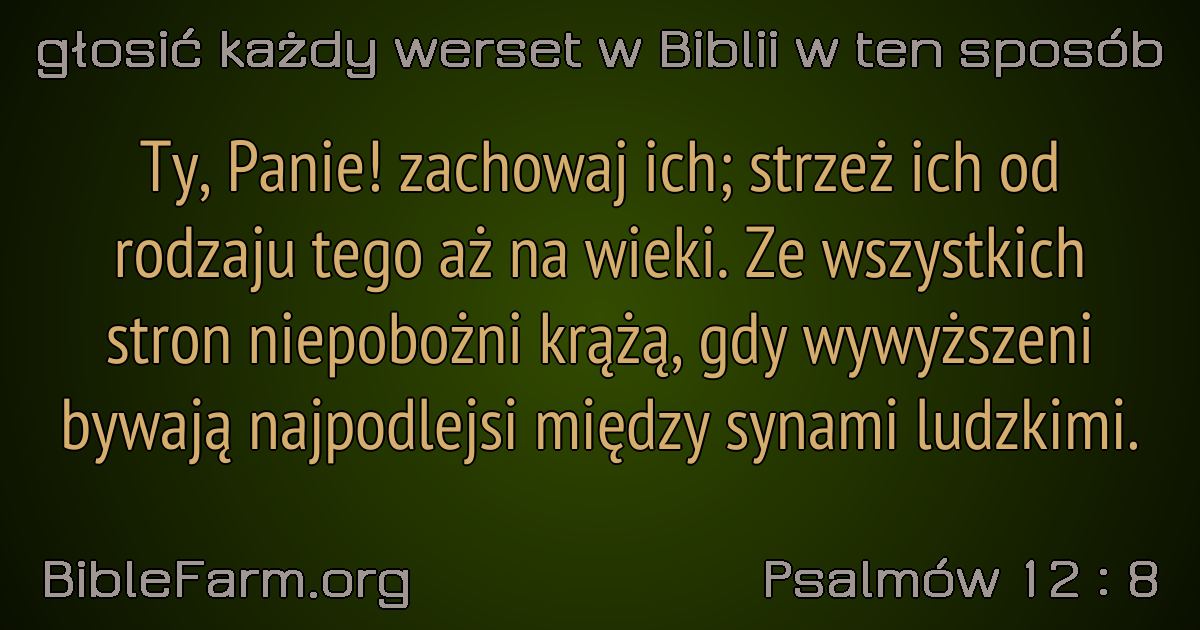 głosić każdy werset w Biblii w ten sposób
Ty, Panie! zachowaj ich; strzeż ich od
rodzaju tego aż na wieki. Ze wszystkich
stron niepobożni krążą, gdy wywyższeni
bywają najpodlejsi między synami ludzkimi.
BibleFarm.org
Psalmów 12 : 8